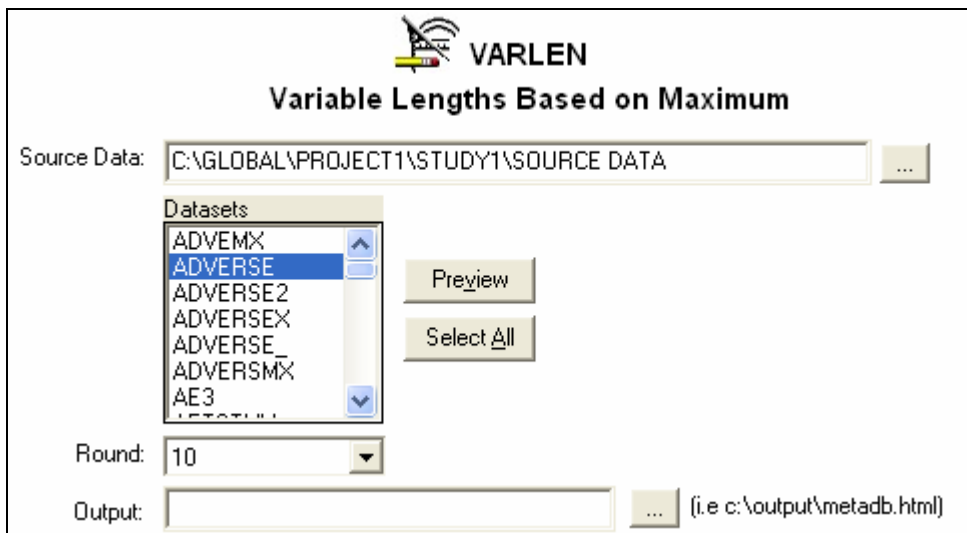 VARLEN
Variable Lengths Based on Maximum
Source Data: C:\GLOBAL\PROJECT1\STUDY1\SOURCE DATA ...
Datasets
ADVEMX
ADVERSE
ADVERSE2
ADVERSEX
ADVERSE_
ADVERSMX
AE3
Preview
Select All
Round: 10
Output: ... (i.e c:\output\metadb.html)